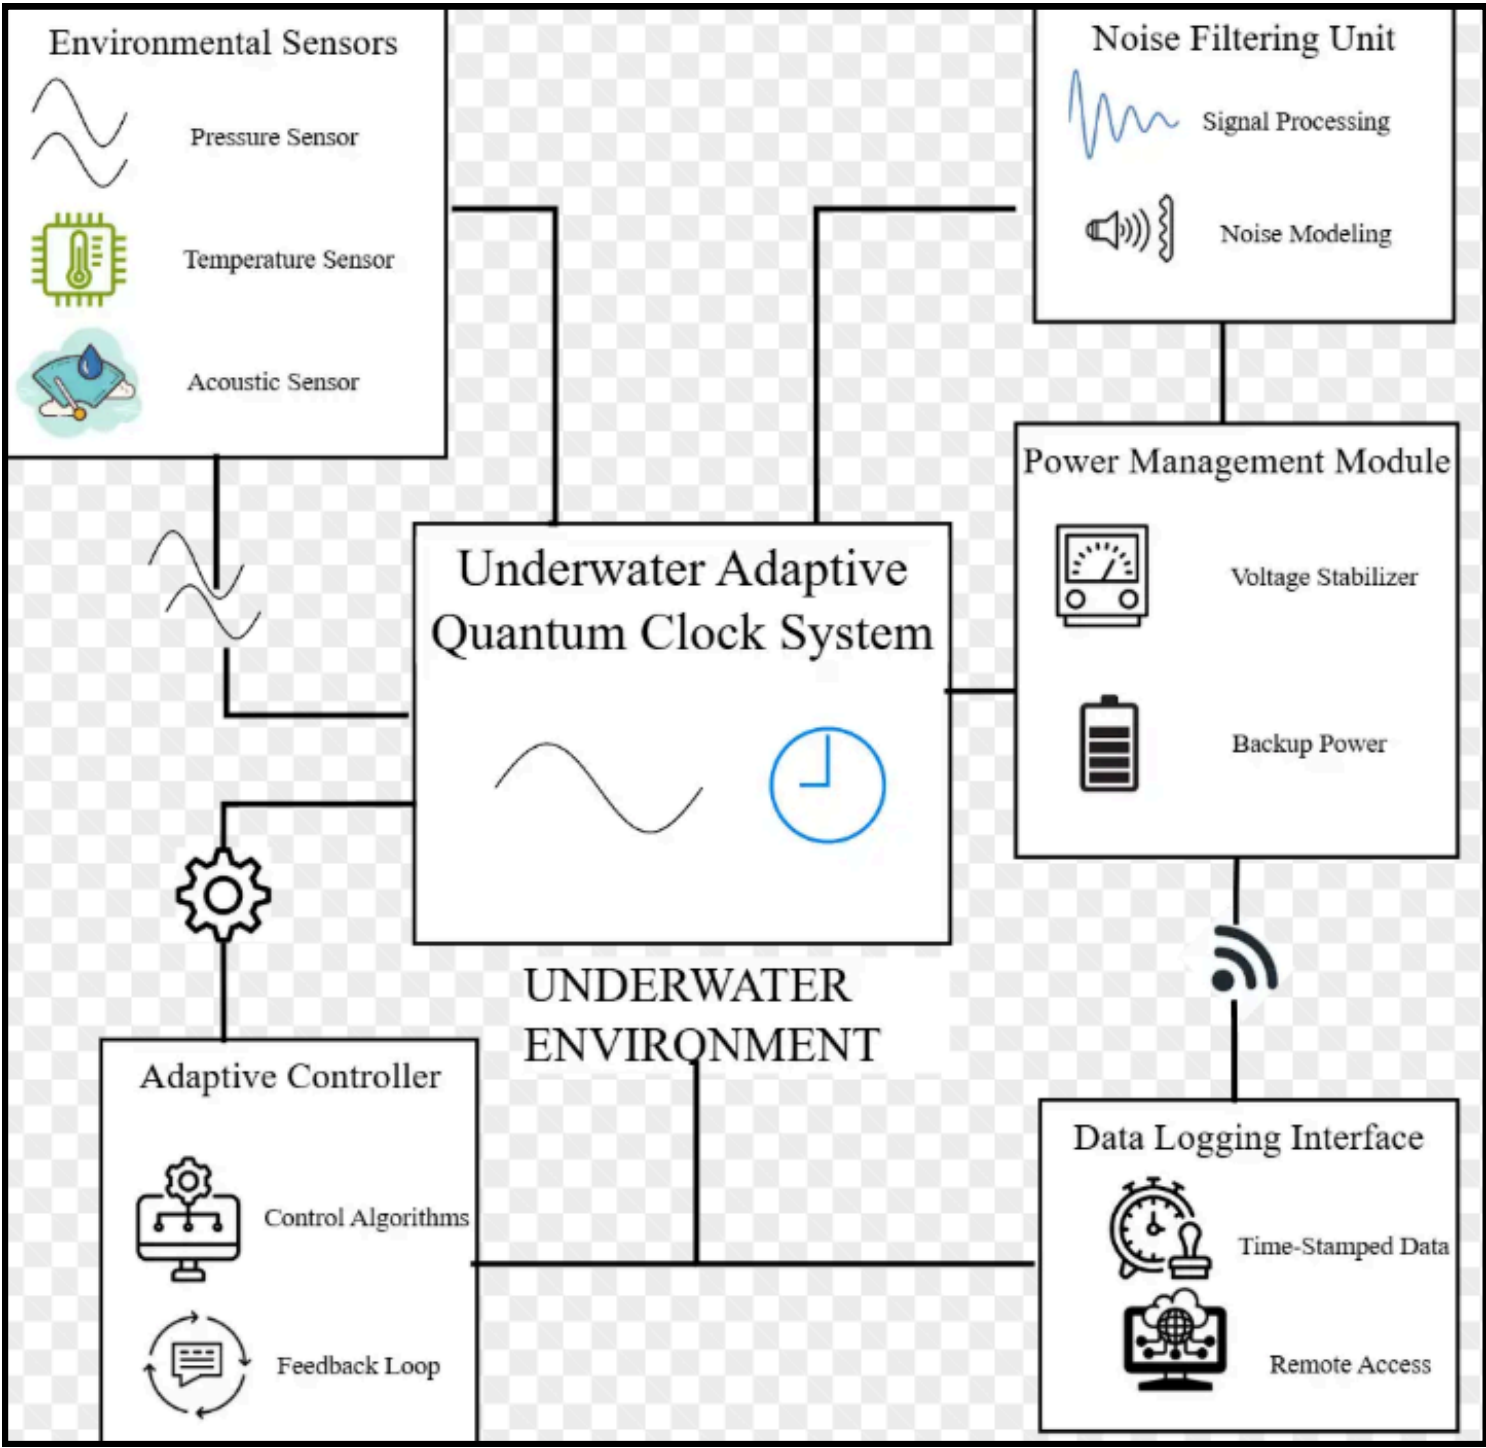 Environmental Sensors
Pressure Sensor
Temperature Sensor
Acoustic Sensor
Noise Filtering Unit
Signal Processing
Noise Modeling
Underwater Adaptive
Quantum Clock System
Power Management Module
Voltage Stabilizer
Backup Power
UNDERWATER
ENVIRONMENT
Adaptive Controller
Control Algorithms
Feedback Loop
Data Logging Interface
Time-Stamped Data
Remote Access